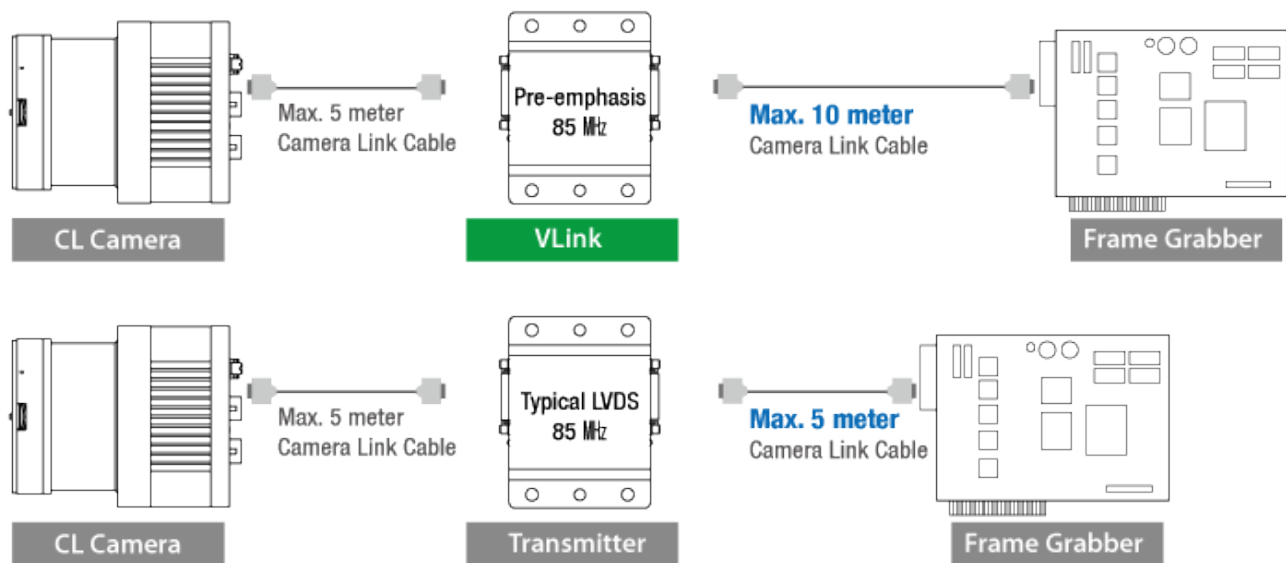 Max. 5 meter
Camera Link Cable
Pre-emphasis
85 MHz
Max. 10 meter
Camera Link Cable
CL Camera
VLink
Frame Grabber
Max. 5 meter
Camera Link Cable
Typical LVDS
85 MHz
Max. 5 meter
Camera Link Cable
CL Camera
Transmitter
Frame Grabber